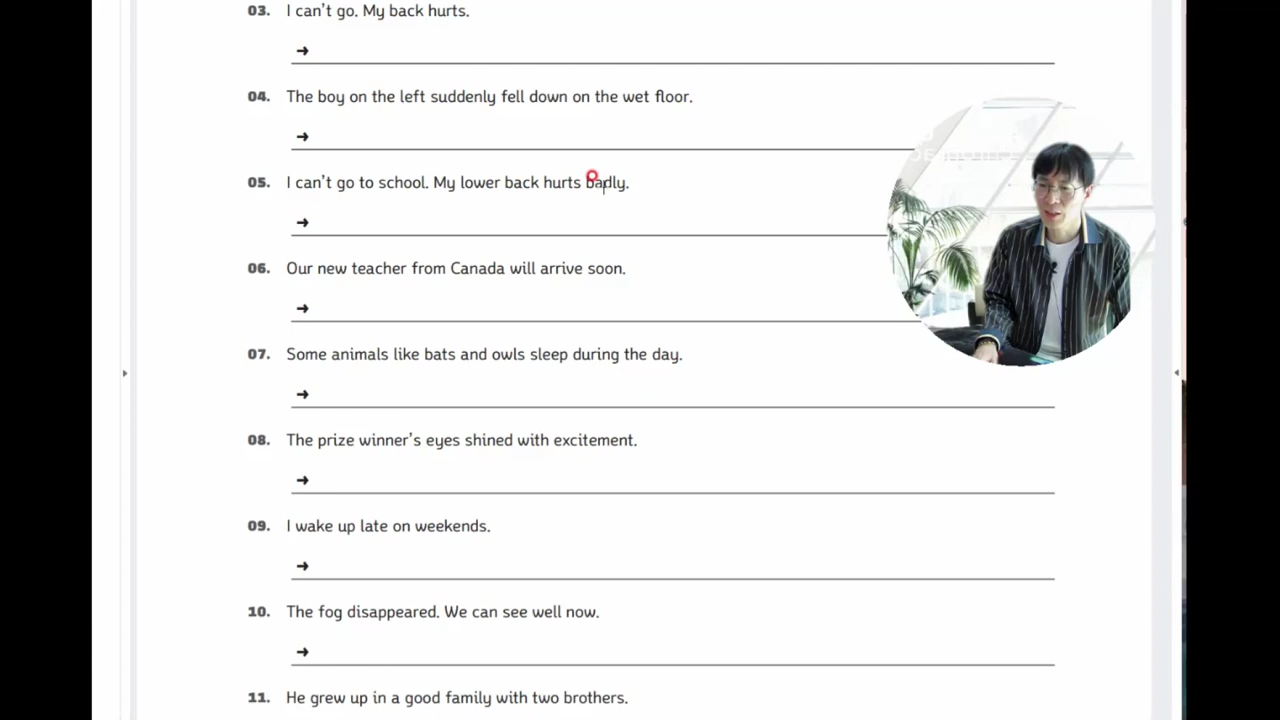 03. I can't go. My back hurts.
➜
04. The boy on the left suddenly fell down on the wet floor.
➜
05. I can't go to school. My lower back hurts badly.
➜
06. Our new teacher from Canada will arrive soon.
➜
07. Some animals like bats and owls sleep during the day.
➜
08. The prize winner's eyes shined with excitement.
➜
09. I wake up late on weekends.
➜
10. The fog disappeared. We can see well now.
➜
11. He grew up in a good family with two brothers.